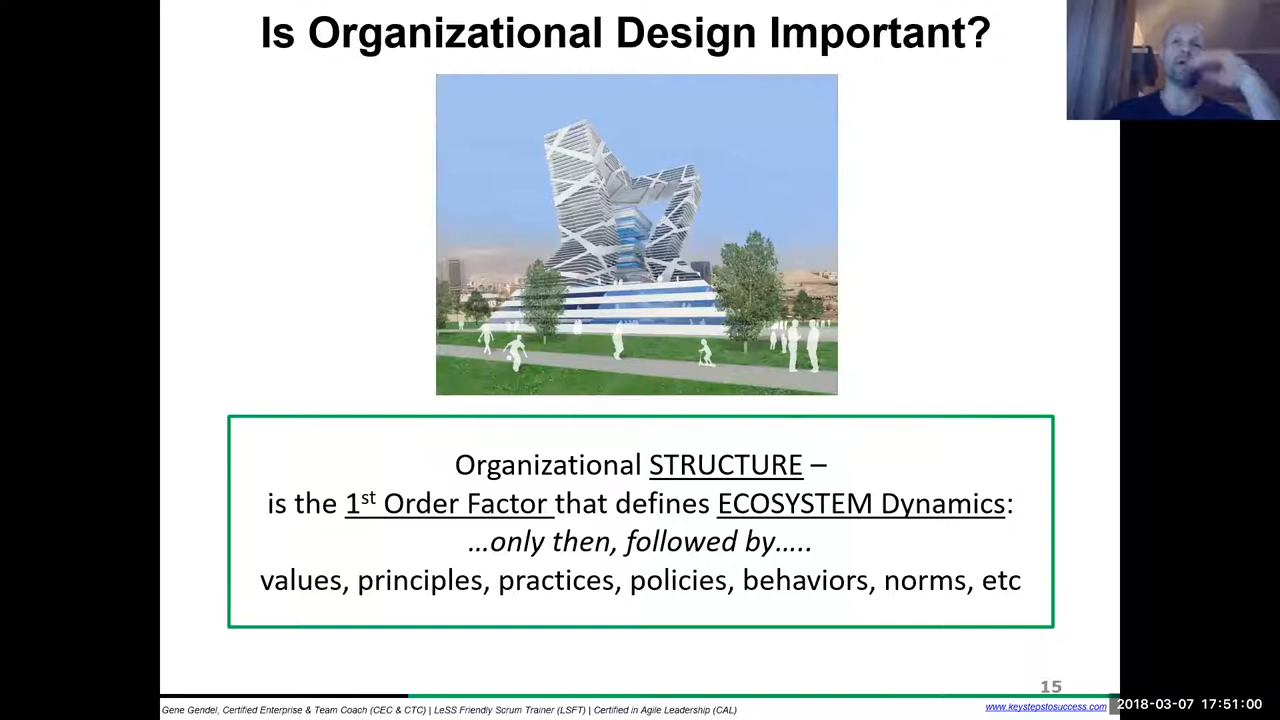 Is Organizational Design Important?
Organizational STRUCTURE –
is the 1st Order Factor that defines ECOSYSTEM Dynamics:
…only then, followed by…..
values, principles, practices, policies, behaviors, norms, etc
15
Gene Gendel, Certified Enterprise & Team Coach (CEC & CTC) | LeSS Friendly Scrum Trainer (LSFT) | Certified in Agile Leadership (CAL)
www.keystepstosuccess.com
2018-03-07 17:51:00